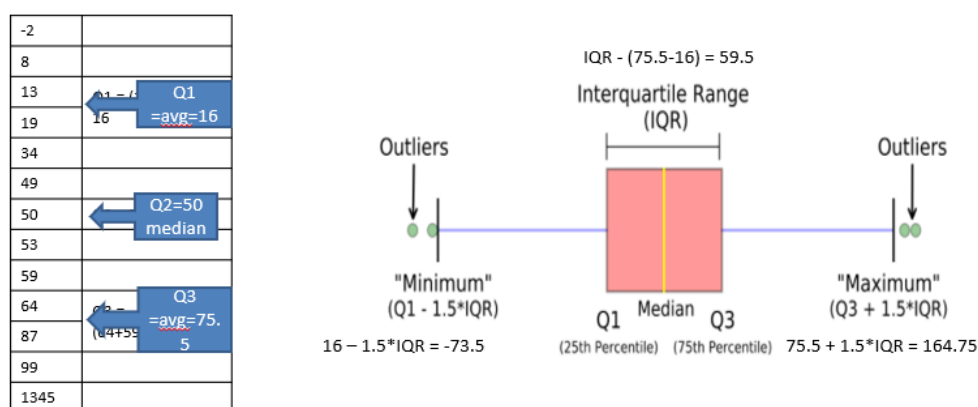 -2
8
13
19
34
49
50
53
59
64
87
99
1345
Q1
=avg=16
16
Q2=50
median
Q3
=avg=75.
5
IQR - (75.5-16) = 59.5
Interquartile Range
(IQR)
Outliers
Outliers
"Minimum"
(Q1 - 1.5*IQR)
"Maximum"
(Q3 + 1.5*IQR)
Median
Q1
Q3
(25th Percentile)
(75th Percentile)
16 – 1.5*IQR = -73.5
75.5 + 1.5*IQR = 164.75